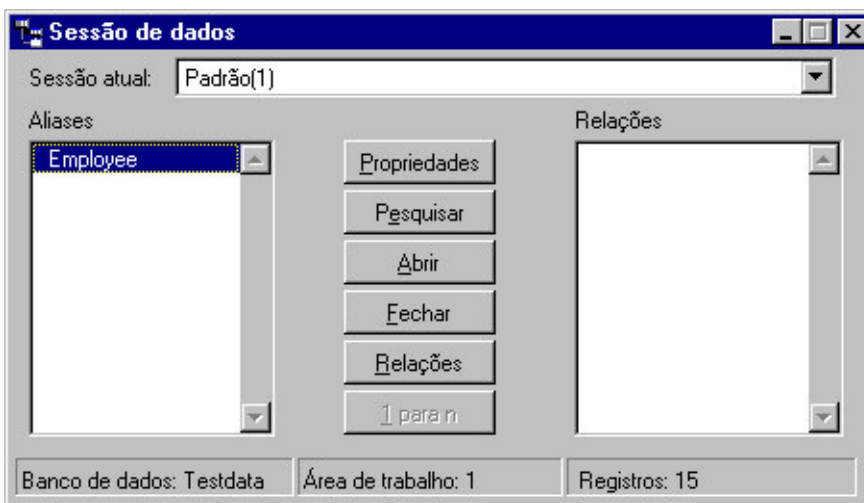 Sessão de dados
Sessão atual: Padrão(1)
Aliases
Relações
Employee
Propriedades
Pesquisar
Abrir
Fechar
Relações
1 para n
Banco de dados: Testdata
Área de trabalho: 1
Registros: 15